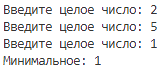 Введите целое число: 2
Введите целое число: 5
Введите целое число: 1
Минимальное: 1